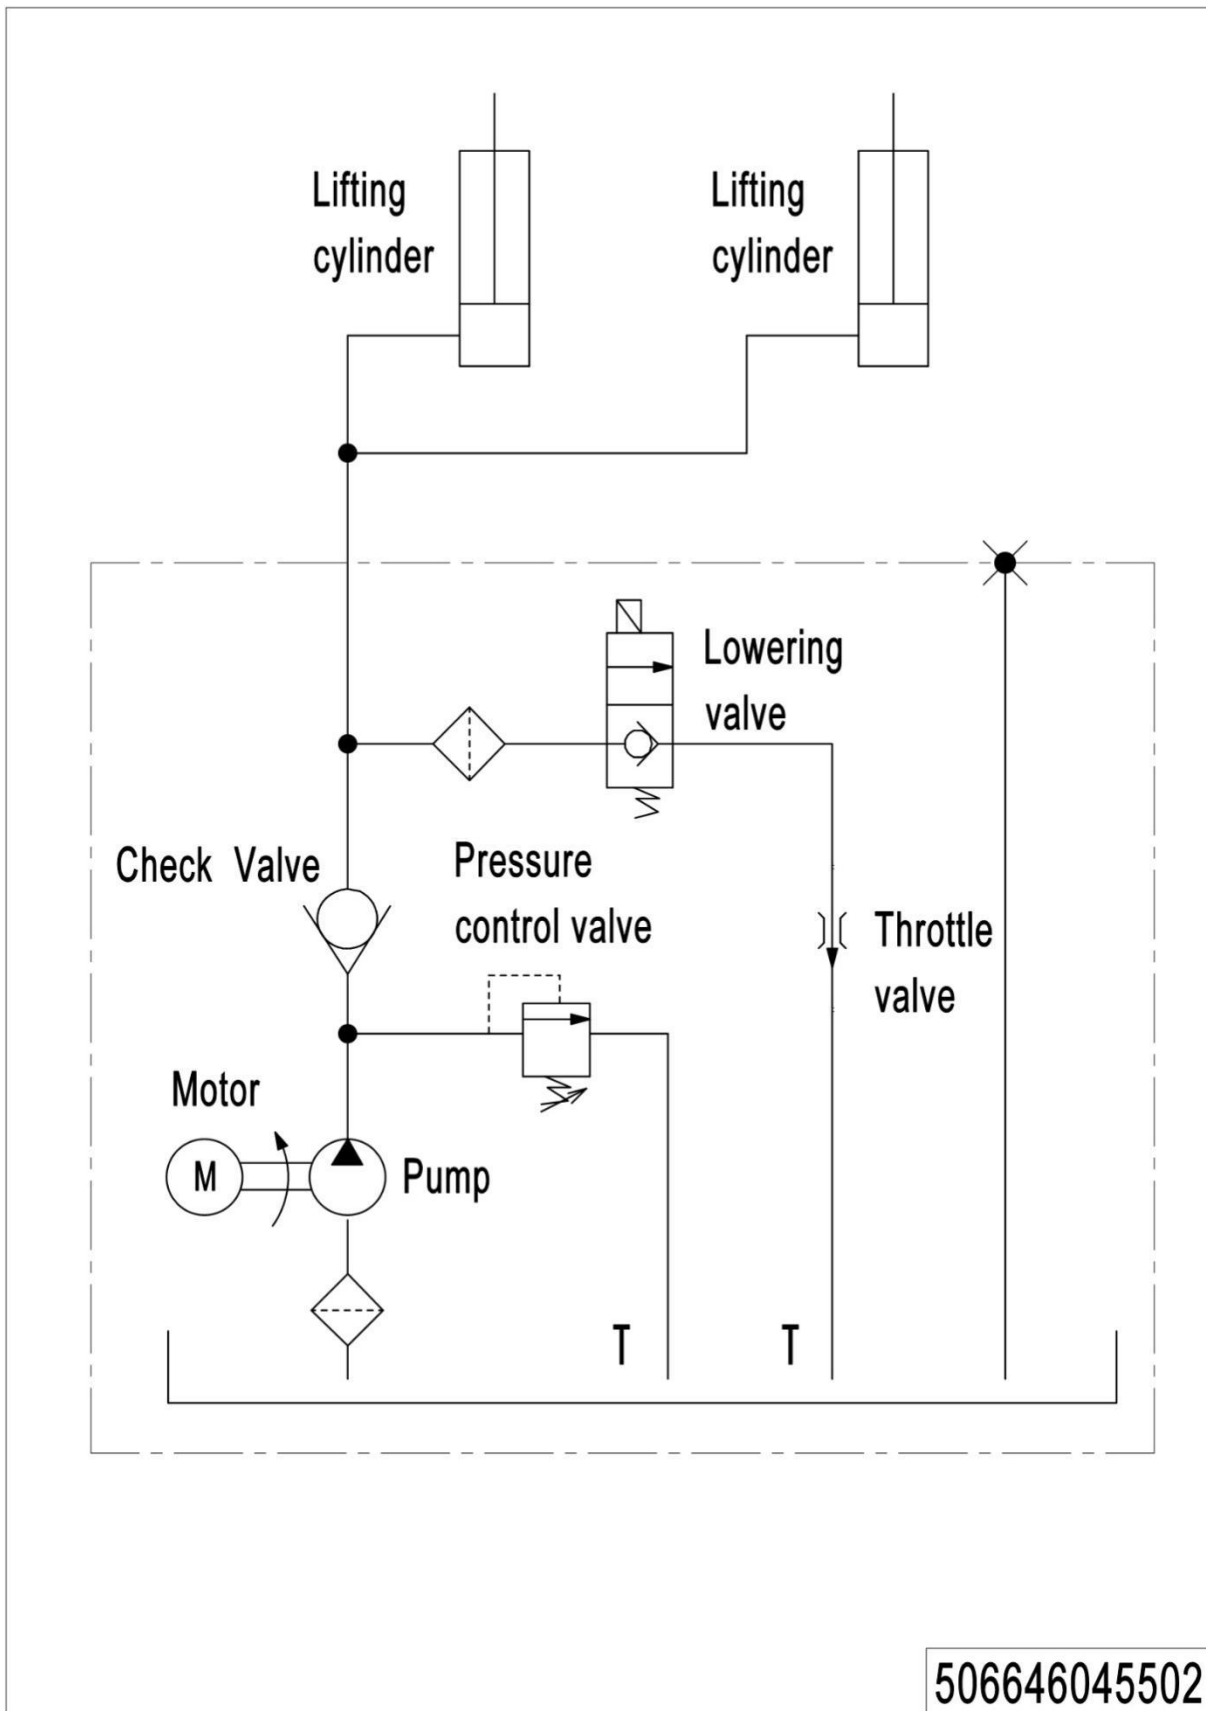 Lifting
cylinder
Lifting
cylinder
Lowering
valve
Check Valve
Pressure
control valve
Throttle
valve
Motor
M
Pump
T
T
506646045502